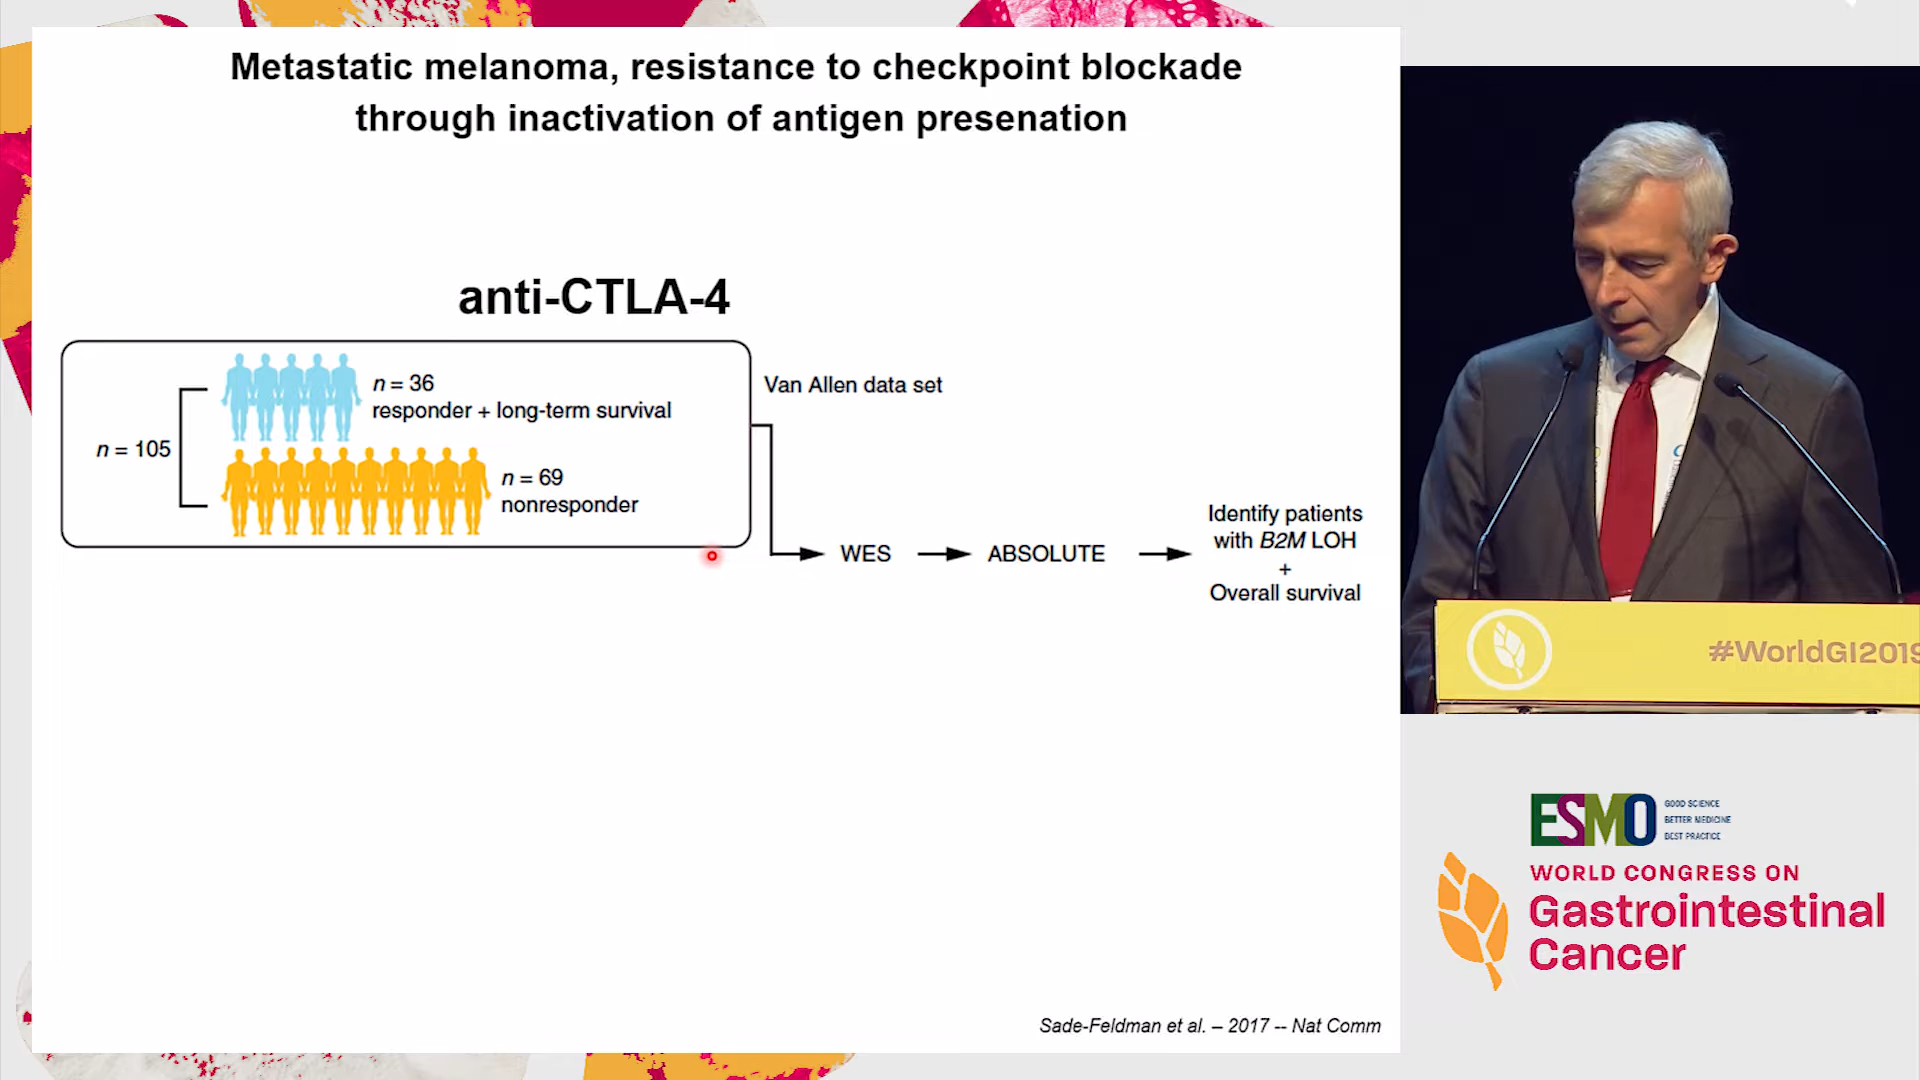 Metastatic melanoma, resistance to checkpoint blockade
through inactivation of antigen presenation
anti-CTLA-4
n = 105
n = 36
responder + long-term survival
n = 69
nonresponder
Van Allen data set
WES
ABSOLUTE
Identify patients
with B2M LOH
+
Overall survival
Sade-Feldman et al. – 2017 -- Nat Comm
#WorldGI2019
ESMO
GOOD SCIENCE
BETTER MEDICINE
BEST PRACTICE
WORLD CONGRESS ON
Gastrointestinal
Cancer